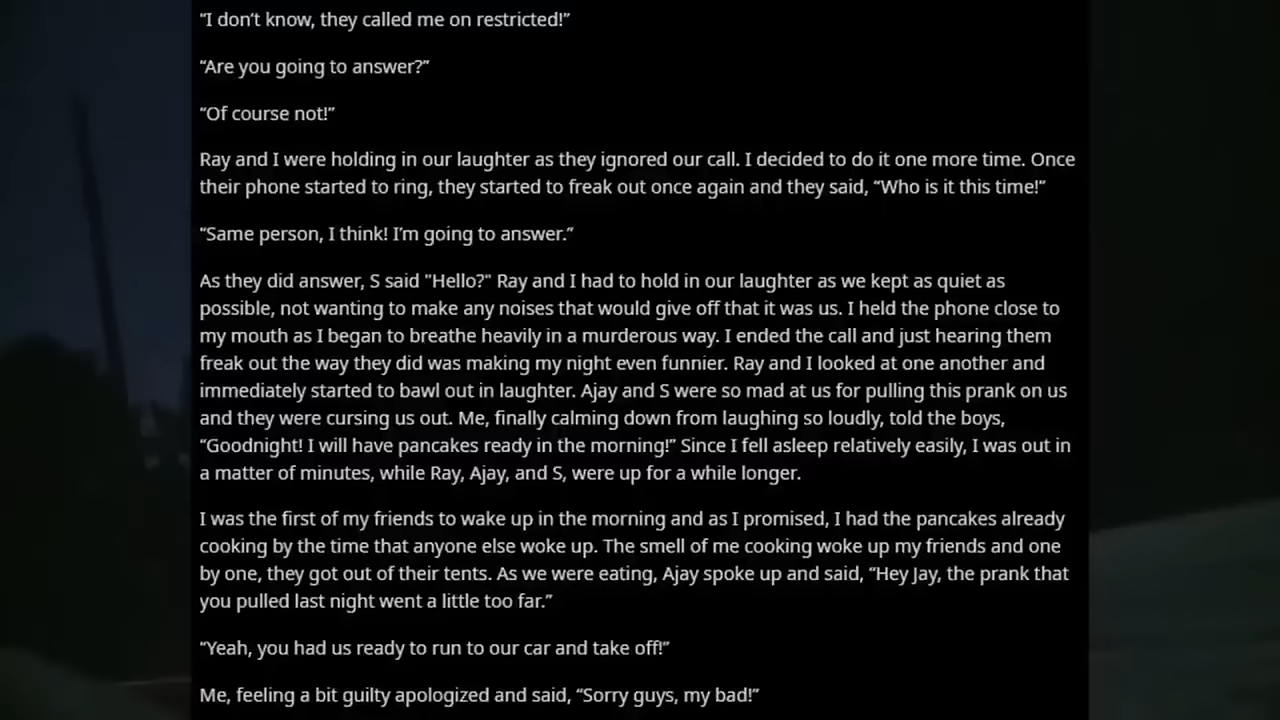 “I don’t know, they called me on restricted!”
“Are you going to answer?”
“Of course not!”
Ray and I were holding in our laughter as they ignored our call. I decided to do it one more time. Once
their phone started to ring, they started to freak out once again and they said, “Who is it this time!”
“Same person, I think! I’m going to answer.”
As they did answer, S said "Hello?" Ray and I had to hold in our laughter as we kept as quiet as
possible, not wanting to make any noises that would give off that it was us. I held the phone close to
my mouth as I began to breathe heavily in a murderous way. I ended the call and just hearing them
freak out the way they did was making my night even funnier. Ray and I looked at one another and
immediately started to bawl out in laughter. Ajay and S were so mad at us for pulling this prank on us
and they were cursing us out. Me, finally calming down from laughing so loudly, told the boys,
“Goodnight! I will have pancakes ready in the morning!” Since I fell asleep relatively easily, I was out in
a matter of minutes, while Ray, Ajay, and S, were up for a while longer.
I was the first of my friends to wake up in the morning and as I promised, I had the pancakes already
cooking by the time that anyone else woke up. The smell of me cooking woke up my friends and one
by one, they got out of their tents. As we were eating, Ajay spoke up and said, “Hey Jay, the prank that
you pulled last night went a little too far.”
“Yeah, you had us ready to run to our car and take off!”
Me, feeling a bit guilty apologized and said, “Sorry guys, my bad!”